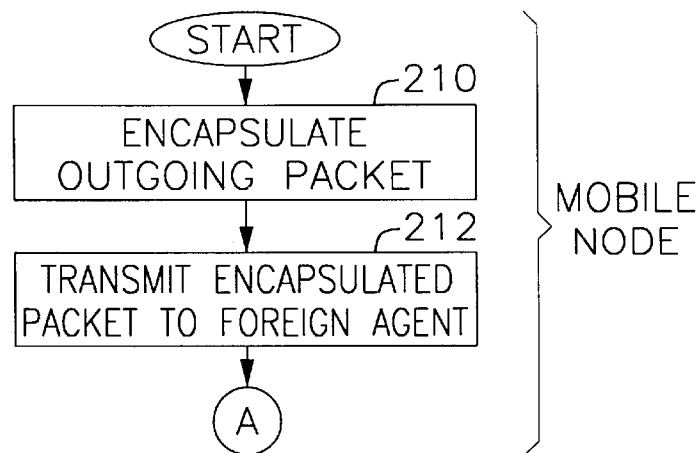 START
210
ENCAPSULATE
OUTGOING PACKET
212
TRANSMIT ENCAPSULATED
PACKET TO FOREIGN AGENT
A
MOBILE
NODE